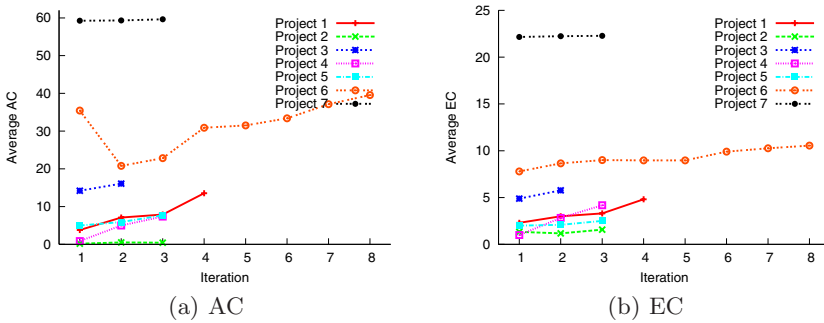 60
50
40
30
20
10
0
Average AC
1 2 3 4 5 6 7 8
Iteration
Project 1
Project 2
Project 3
Project 4
Project 5
Project 6
Project 7
(a) AC
25
20
15
10
5
0
Average EC
1 2 3 4 5 6 7 8
Iteration
Project 1
Project 2
Project 3
Project 4
Project 5
Project 6
Project 7
(b) EC